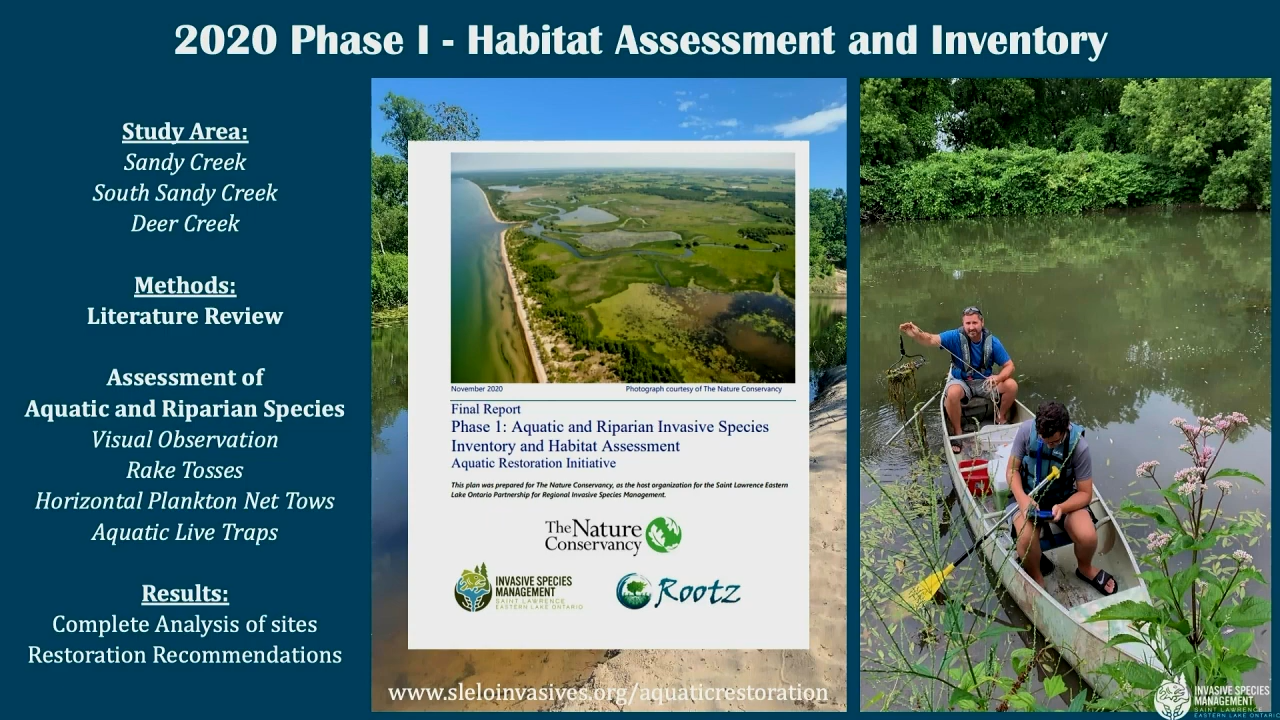 2020 Phase I - Habitat Assessment and Inventory
Study Area:
Sandy Creek
South Sandy Creek
Deer Creek
Methods:
Literature Review
Assessment of
Aquatic and Riparian Species
Visual Observation
Rake Tosses
Horizontal Plankton Net Tows
Aquatic Live Traps
Results:
Complete Analysis of sites
Restoration Recommendations
November 2020
Photograph courtesy of The Nature Conservancy
Final Report
Phase 1: Aquatic and Riparian Invasive Species
Inventory and Habitat Assessment
Aquatic Restoration Initiative
This plan was prepared for The Nature Conservancy, as the host organization for the Saint Lawrence Eastern
Lake Ontario Partnership for Regional Invasive Species Management.
The Nature
Conservancy
INVASIVE SPECIES
MANAGEMENT
SAINT LAWRENCE
EASTERN LAKE ONTARIO
Rootz
www.sleloinvasives.org/aquaticrestoration
INVASIVE SPECIES
MANAGEMENT
SAINT LAWRENCE
EASTERN LAKE ONTARIO